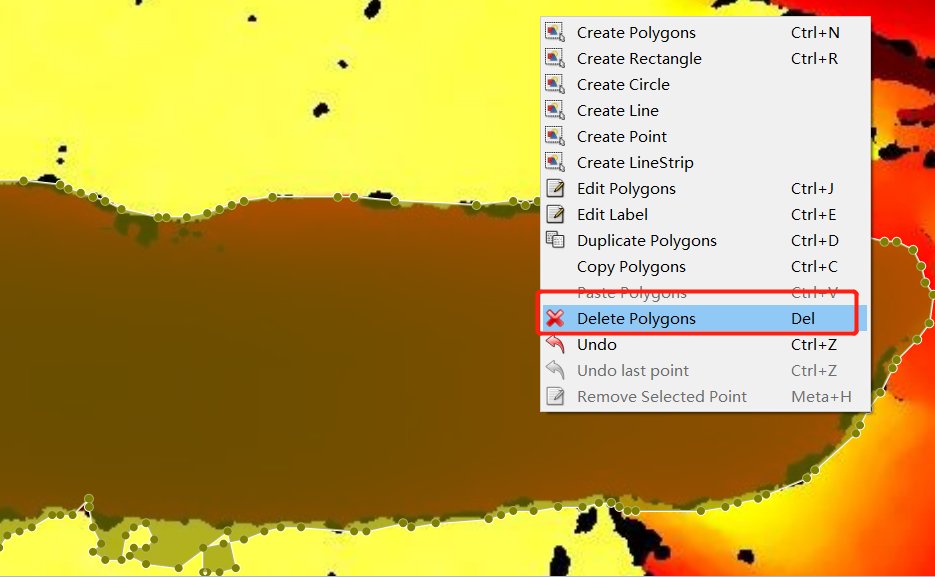 Create Polygons Ctrl+N
Create Rectangle Ctrl+R
Create Circle
Create Line
Create Point
Create LineStrip
Edit Polygons Ctrl+J
Edit Label Ctrl+E
Duplicate Polygons Ctrl+D
Copy Polygons Ctrl+C
Paste Polygons Ctrl+V
Delete Polygons Del
Undo Ctrl+Z
Undo last point Ctrl+Z
Remove Selected Point Meta+H